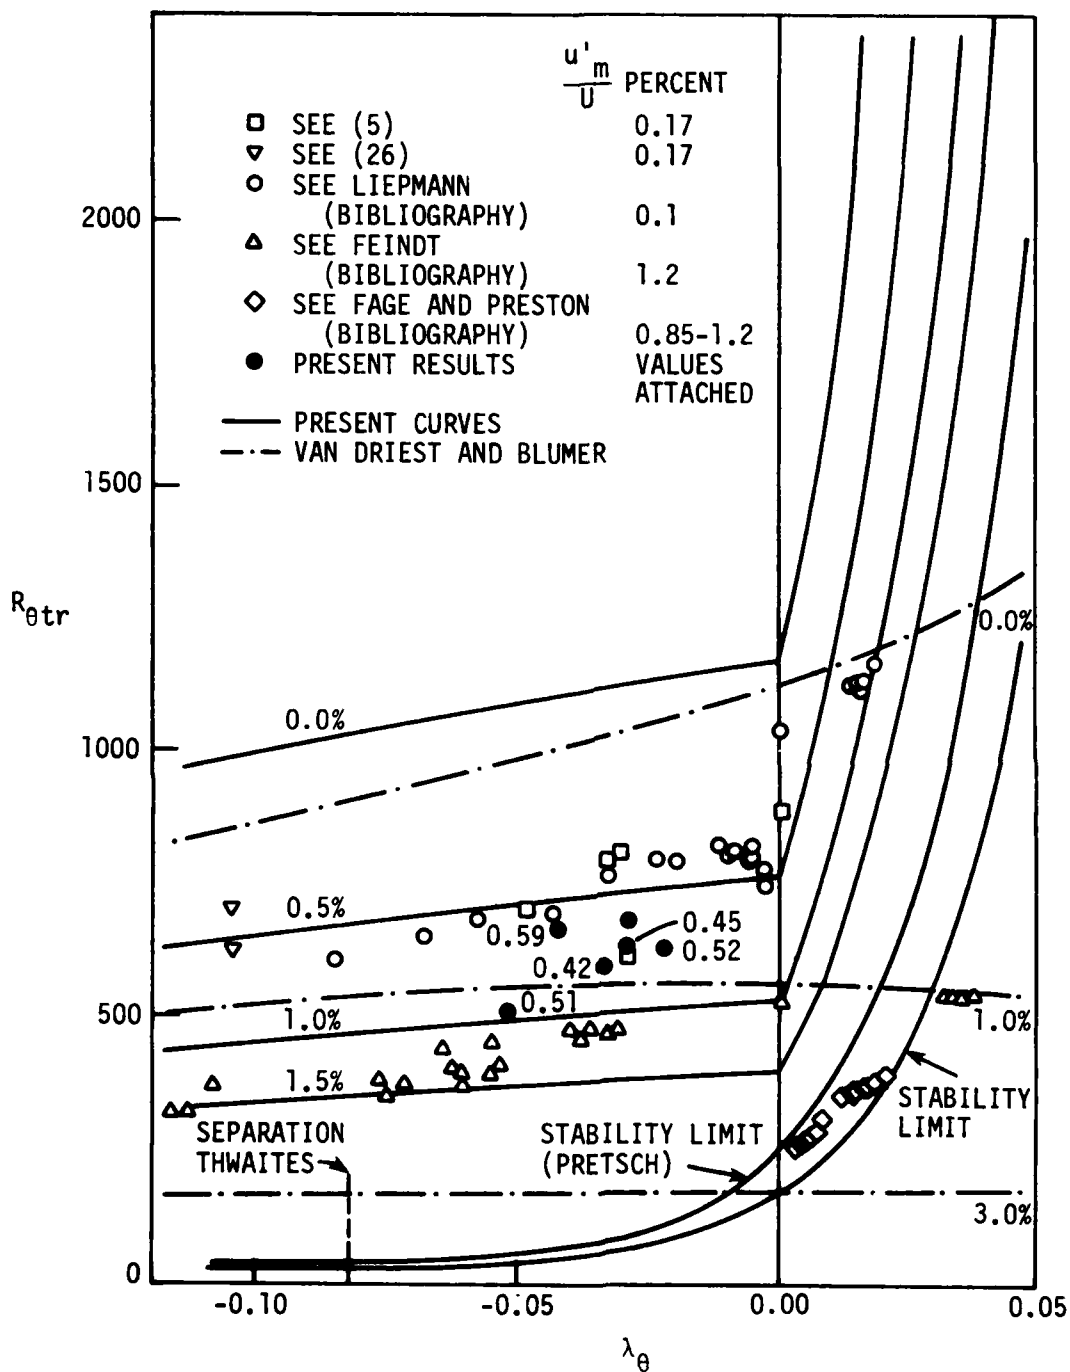 u'm
U PERCENT
SEE (5) 0.17
SEE (26) 0.17
SEE LIEPMANN
(BIBLIOGRAPHY) 0.1
SEE FEINDT
(BIBLIOGRAPHY) 1.2
SEE FAGE AND PRESTON
(BIBLIOGRAPHY) 0.85-1.2
PRESENT RESULTS VALUES
ATTACHED
PRESENT CURVES
VAN DRIEST AND BLUMER
2000
1500
Rθtr
1000
500
0
0.0%
0.0%
0.5%
0.59
0.45
0.52
0.42
0.51
1.0%
1.0%
1.5%
SEPARATION
THWAITES
STABILITY LIMIT
(PRETSCH)
STABILITY
LIMIT
3.0%
-0.10
-0.05
0.00
0.05
λθ